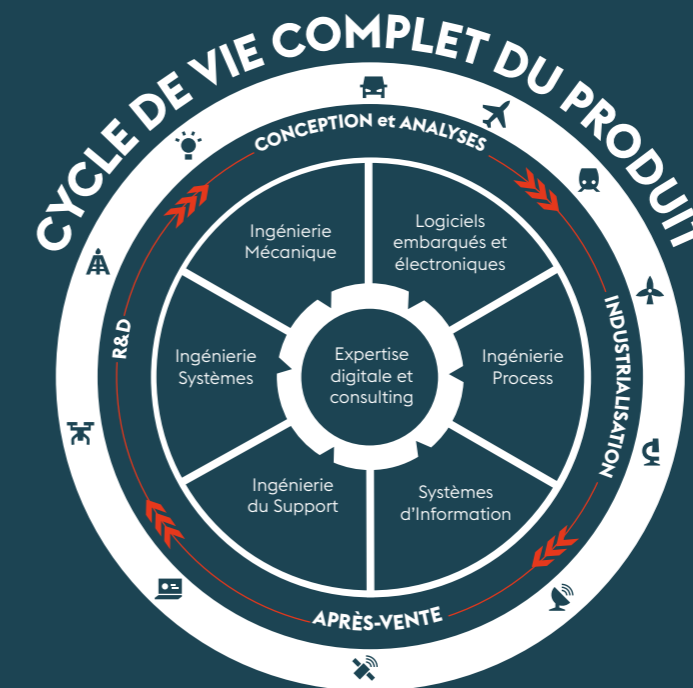 CYCLE DE VIE COMPLET DU PRODUIT
CONCEPTION et ANALYSES
Ingénierie
Mécanique
Logiciels
embarqués et
électroniques
R&D
Ingénierie
Systèmes
Expertise
digitale et
consulting
Ingénierie
Process
INDUSTRIALISATION
Ingénierie
du Support
Systèmes
d'Information
APRÈS-VENTE